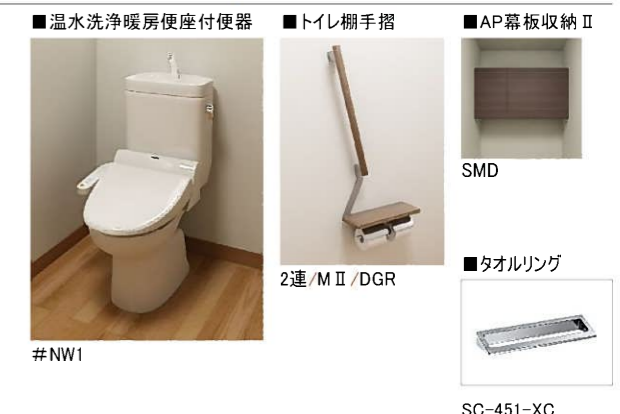 ■温水洗浄暖房便座付便器
#NW1
■トイレ棚手摺
2連/MⅡ/DGR
■AP幕板収納Ⅱ
SMD
■タオルリング
SC-451-XC